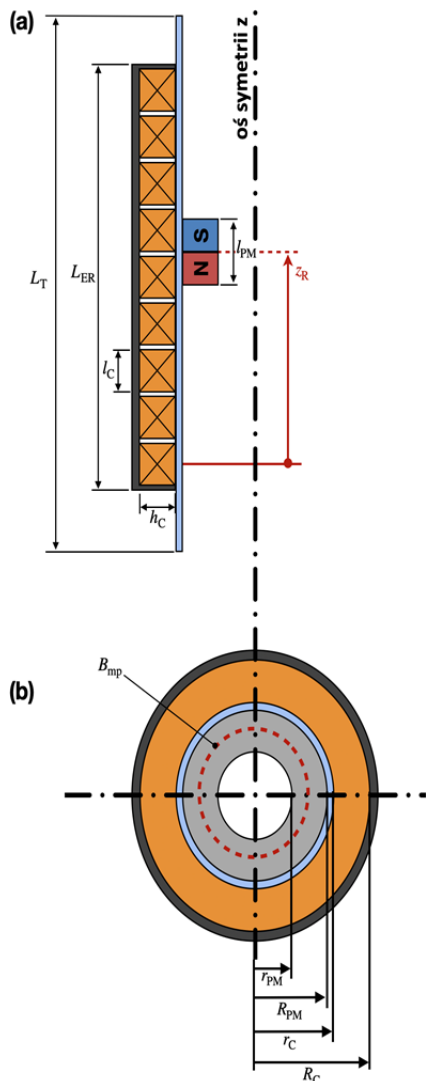 (a)
oś symetrii z
S
N
l_PM
z_R
L_T
L_ER
l_C
h_C
(b)
B_mp
r_PM
R_PM
r_C
R_C